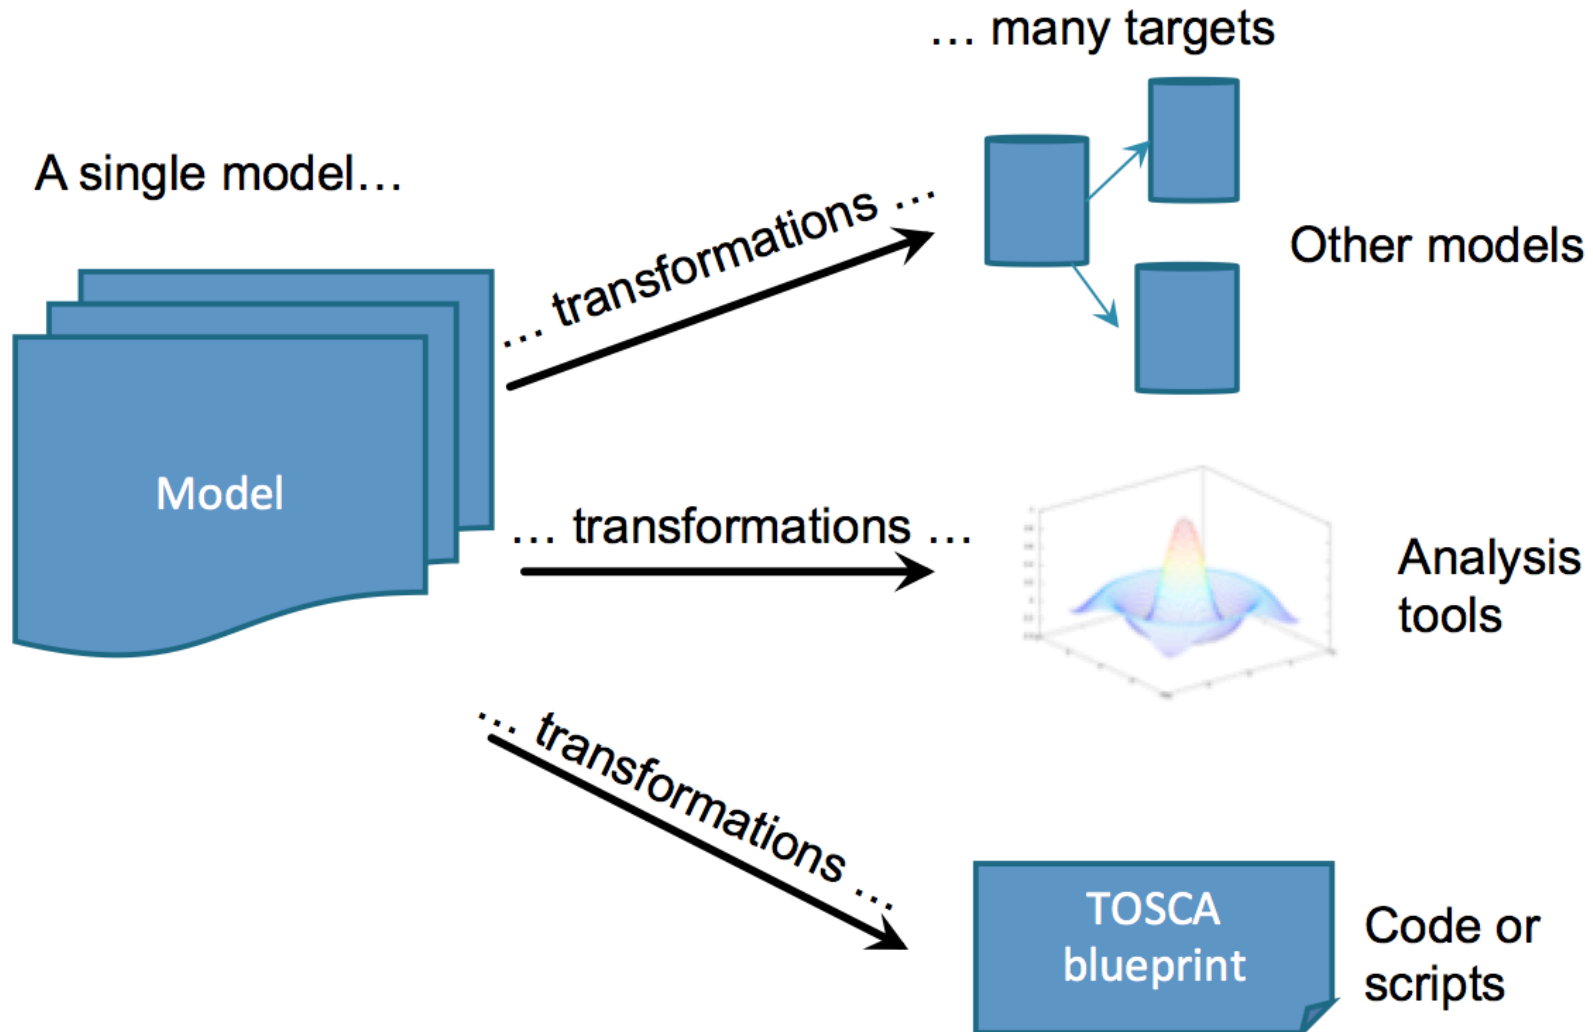 … many targets
A single model…
… transformations …
Other models
Model
… transformations …
Analysis
tools
… transformations …
TOSCA
blueprint
Code or
scripts